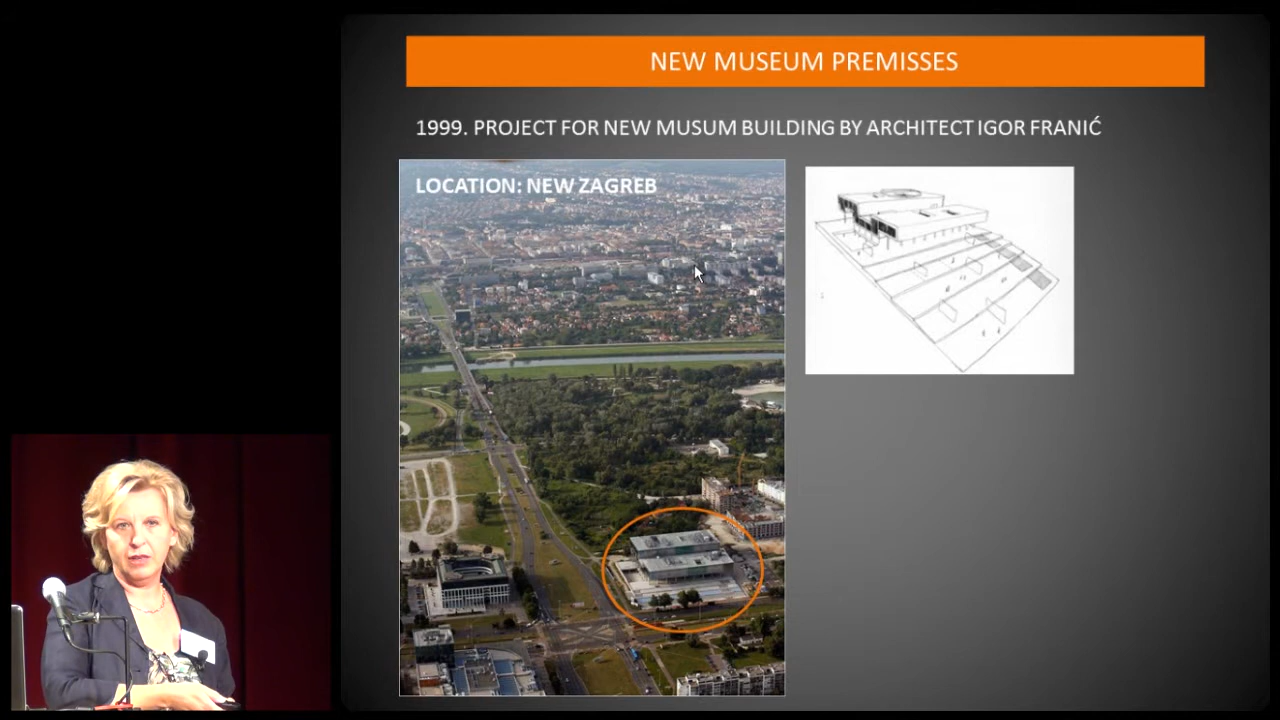 NEW MUSEUM PREMISSES
1999. PROJECT FOR NEW MUSUM BUILDING BY ARCHITECT IGOR FRANIĆ
LOCATION: NEW ZAGREB